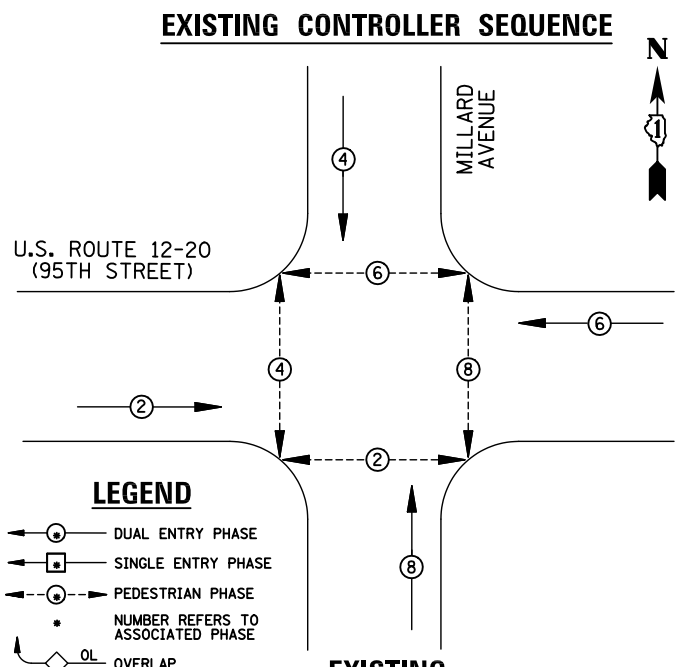 EXISTING CONTROLLER SEQUENCE
N
1
MILLARD
AVENUE
4
U.S. ROUTE 12-20
(95TH STREET)
6
6
4
8
2
2
8
LEGEND
* DUAL ENTRY PHASE
* SINGLE ENTRY PHASE
* PEDESTRIAN PHASE
* NUMBER REFERS TO
ASSOCIATED PHASE
OL OVERLAP
EXISTING